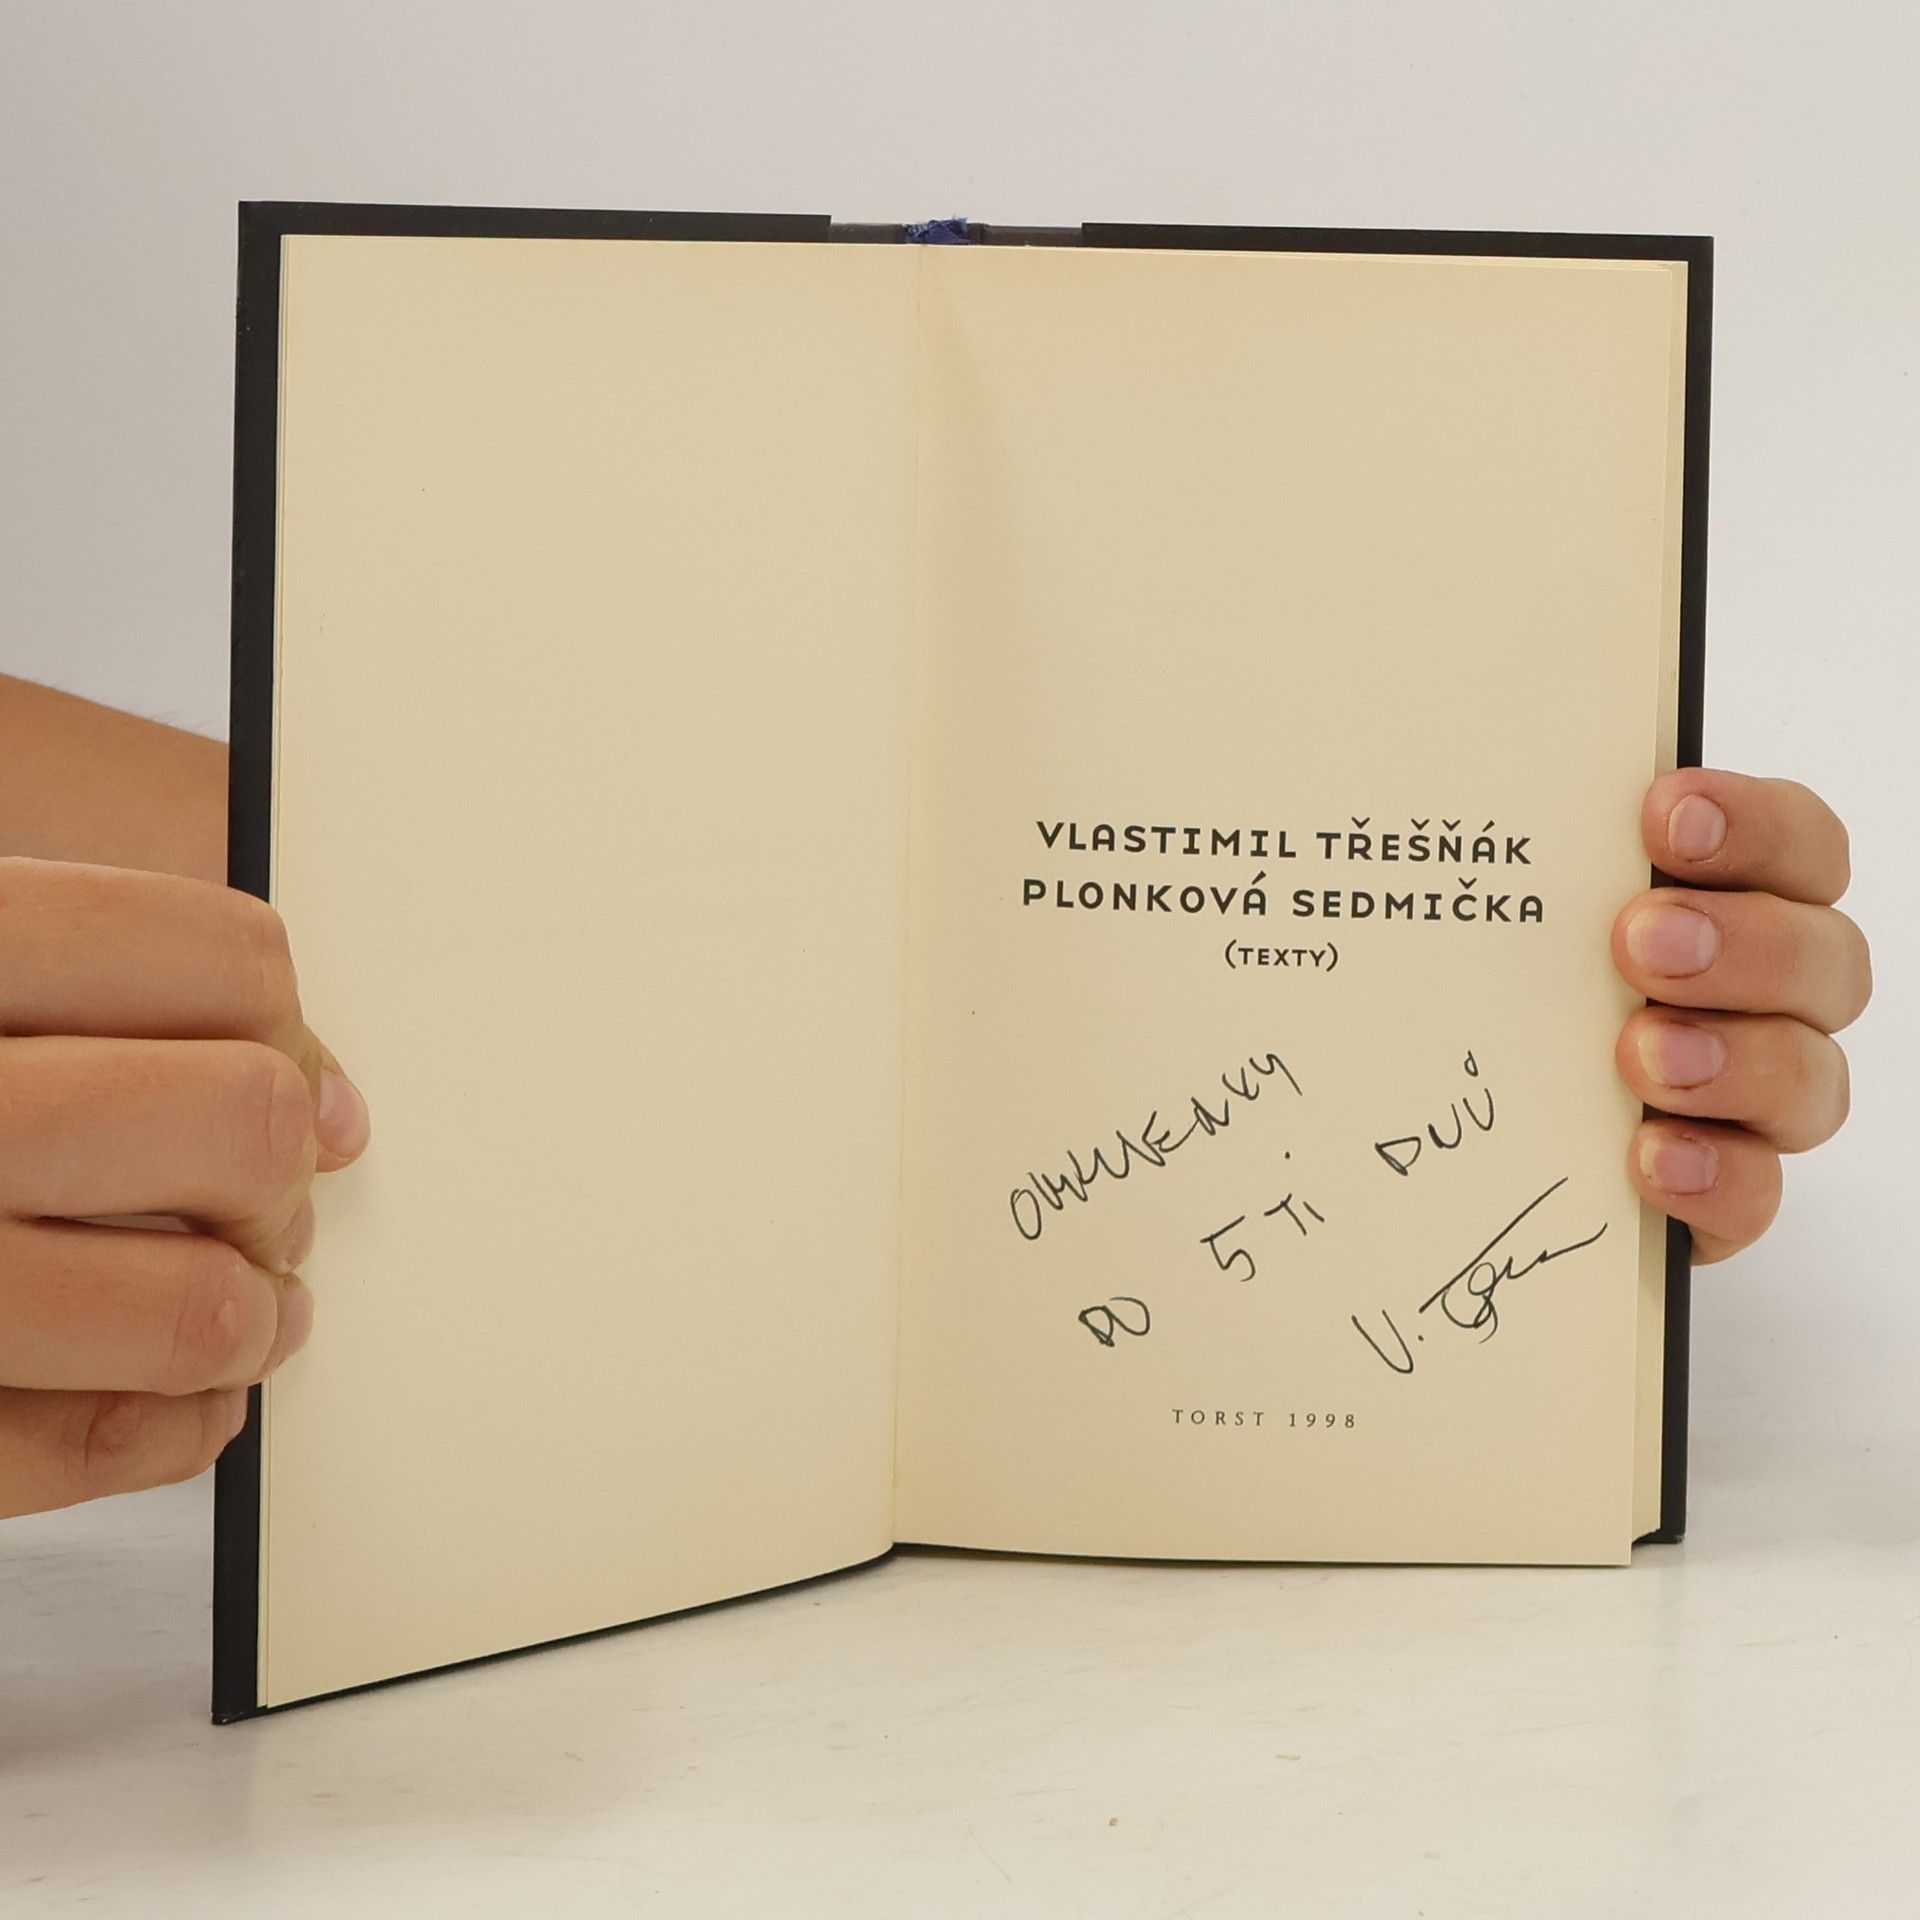 VLASTIMIL TŘEŠŇÁK
PLONKOVÁ SEDMIČKA
(TEXTY)
DO 5TI DNŮ
V.
TORST 1998